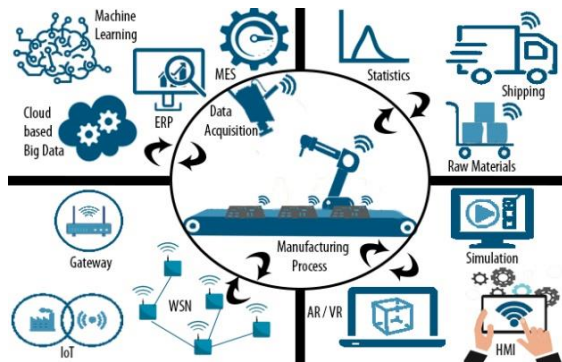 Machine
Learning
MES
ERP
Cloud
based
Big Data
Data
Acquisition
Statistics
Shipping
Raw Materials
Manufacturing
Process
Gateway
IoT
WSN
AR / VR
Simulation
HMI